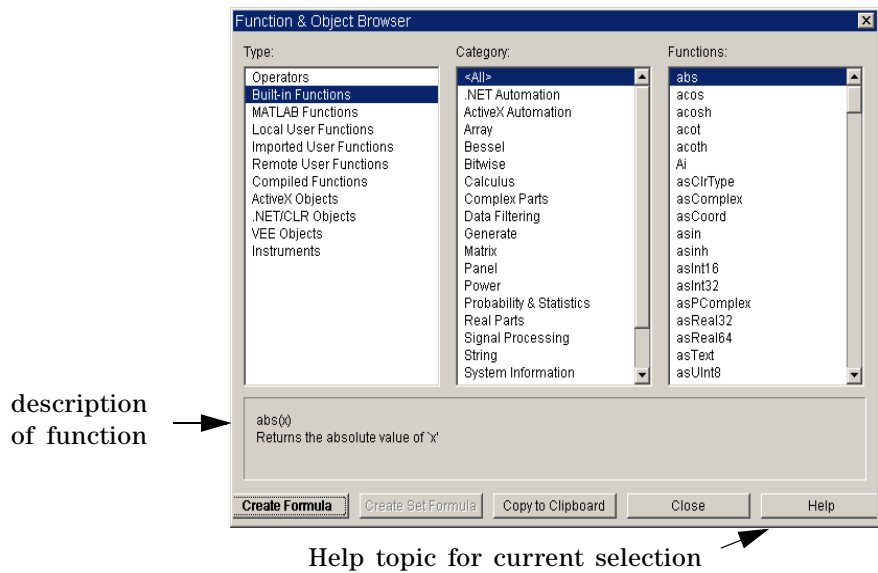 Function & Object Browser
Type:
Operators
Built-in Functions
MATLAB Functions
Local User Functions
Imported User Functions
Remote User Functions
Compiled Functions
ActiveX Objects
.NET/CLR Objects
VEE Objects
Instruments
Category:
<All>
.NET Automation
ActiveX Automation
Array
Bessel
Bitwise
Calculus
Complex Parts
Data Filtering
Generate
Matrix
Panel
Power
Probability & Statistics
Real Parts
Signal Processing
String
System Information
Functions:
abs
acos
acosh
acot
acoth
Ai
asClrType
asComplex
asCoord
asin
asinh
asInt16
asInt32
asPComplex
asReal32
asReal64
asText
asUInt8
description
of function
abs(x)
Returns the absolute value of `x'
Create Formula
Create Set Formula
Copy to Clipboard
Close
Help
Help topic for current selection